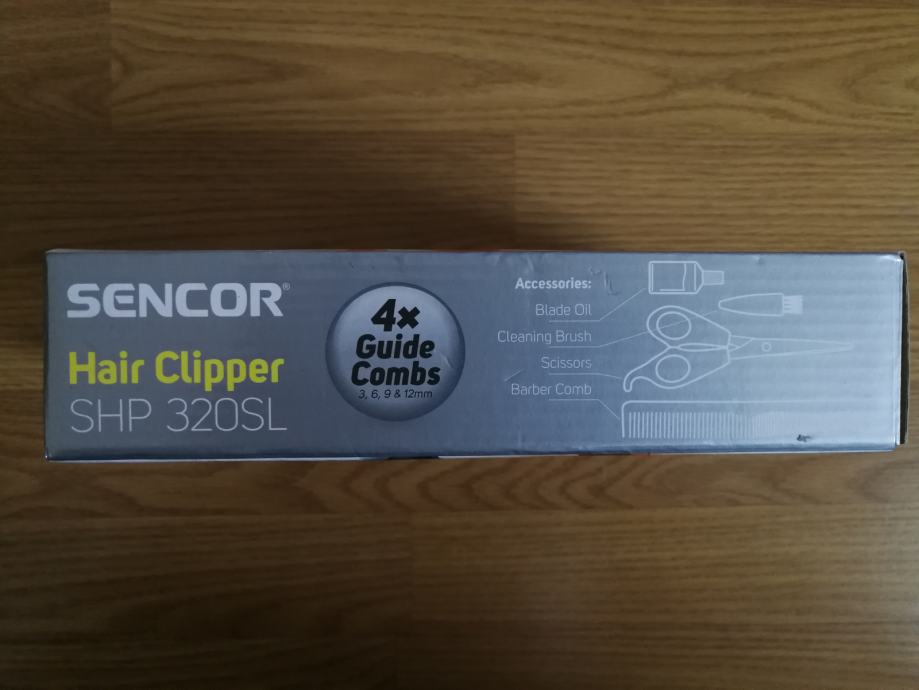 SENCOR®
Hair Clipper
SHP 320SL
4x
Guide
Combs
3, 6, 9 & 12mm
Accessories:
Blade Oil
Cleaning Brush
Scissors
Barber Comb